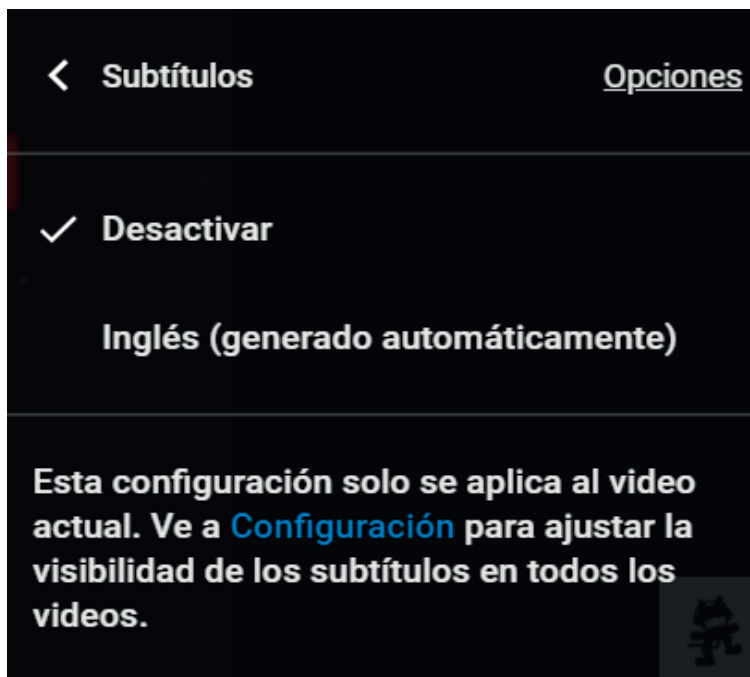 Subtítulos Opciones
Desactivar
Inglés (generado automáticamente)
Esta configuración solo se aplica al video
actual. Ve a Configuración para ajustar la
visibilidad de los subtítulos en todos los
videos.